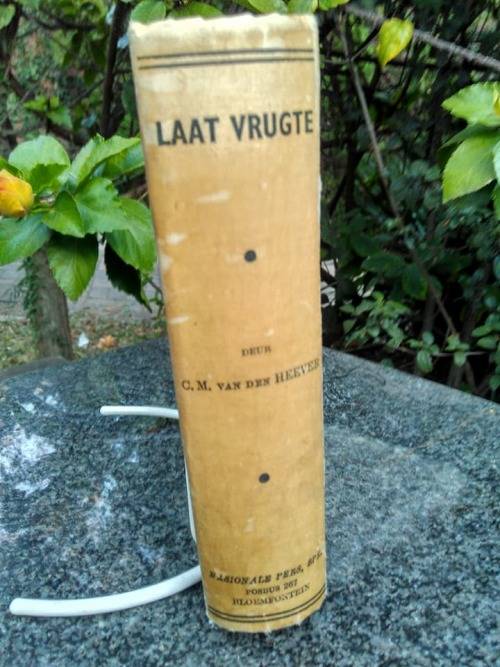 LAAT VRUGTE
DEUR
C. M. VAN DEN HEEVER
NASIONALE PERS, BPK.
POSBUS 267
BLOEMFONTEIN